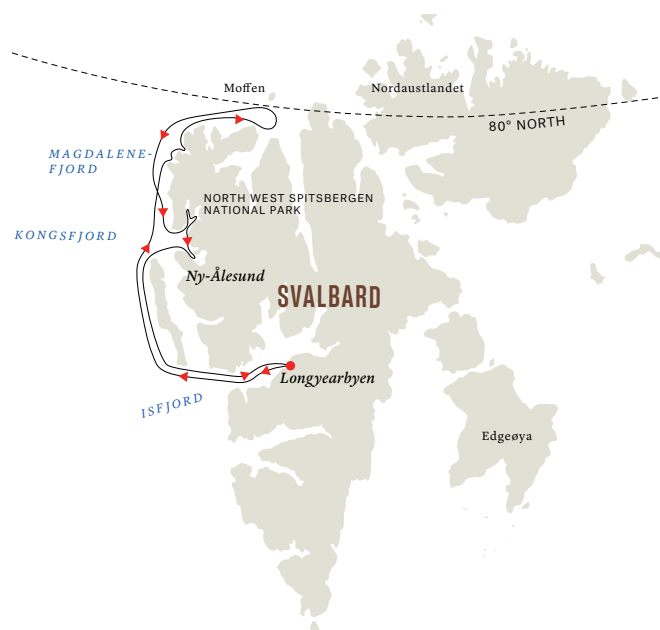 Moffen
Nordaustlandet
80° NORTH
MAGDALENE-
FJORD
NORTH WEST SPITSBERGEN
NATIONAL PARK
KONGSFJORD
Ny-Ålesund
SVALBARD
Longyearbyen
ISFJORD
Edgeøya